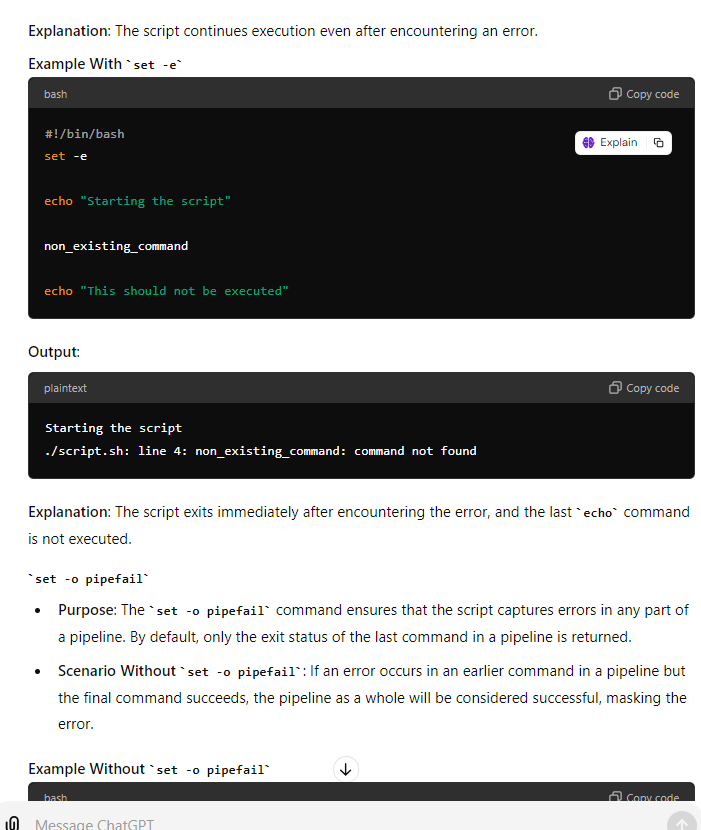 Explanation: The script continues execution even after encountering an error.
Example With `set -e`
bash
Copy code
#!/bin/bash
Explain
set -e
echo "Starting the script"
non_existing_command
echo "This should not be executed"
Output:
plaintext
Copy code
Starting the script
./script.sh: line 4: non_existing_command: command not found
Explanation: The script exits immediately after encountering the error, and the last `echo` command
is not executed.
`set -o pipefail`
• Purpose: The `set -o pipefail` command ensures that the script captures errors in any part of
a pipeline. By default, only the exit status of the last command in a pipeline is returned.
• Scenario Without `set -o pipefail`: If an error occurs in an earlier command in a pipeline but
the final command succeeds, the pipeline as a whole will be considered successful, masking the
error.
Example Without `set -o pipefail`
bash
Copy code
Message ChatGPT